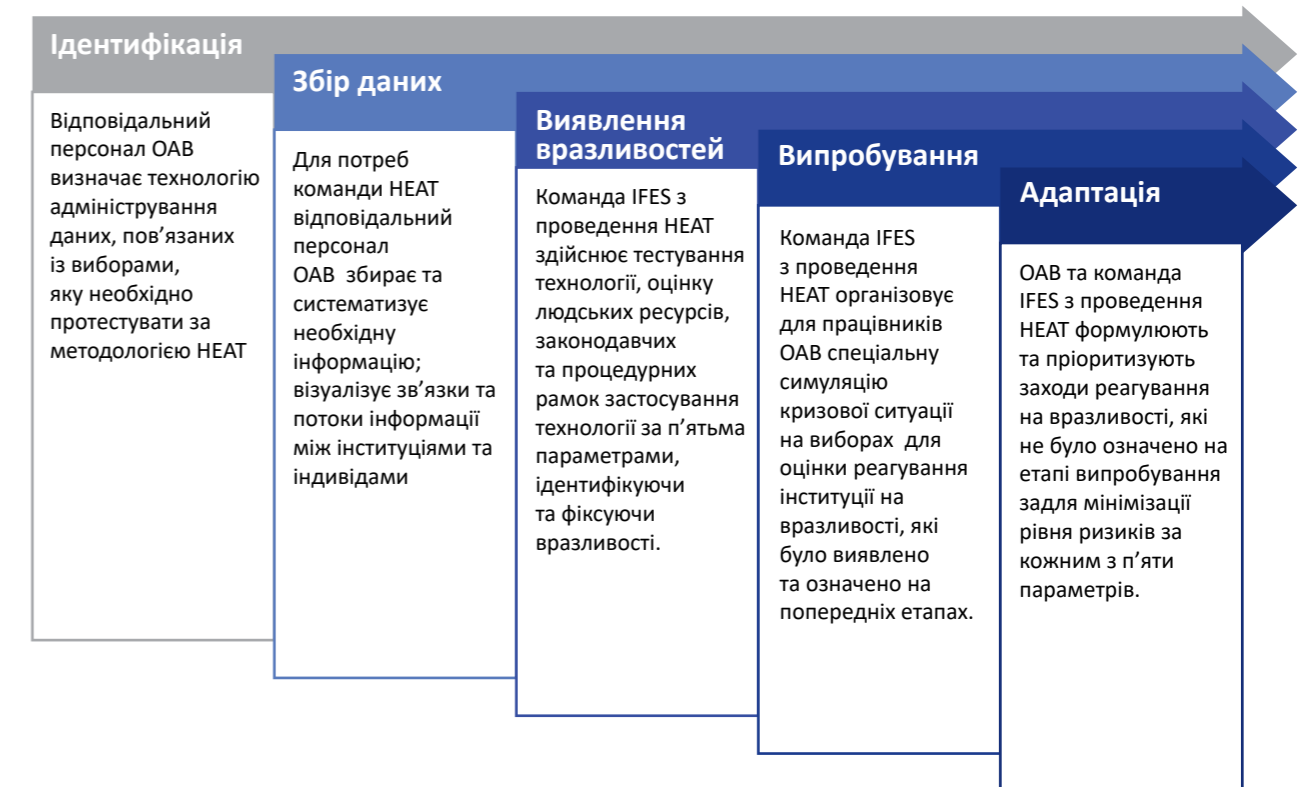 Ідентифікація
Відповідальний
персонал ОАВ
визначає технологію
адміністрування
даних, пов’язаних
із виборами,
яку необхідно
протестувати за
методологією HEAT
Збір даних
Для потреб
команди HEAT
відповідальний
персонал
ОАВ збирає та
систематизує
необхідну
інформацію;
візуалізує зв’язки та
потоки інформації
між інституціями та
індивідами
Виявлення
вразливостей
Команда IFES з
проведення HEAT
здійснює тестування
технології, оцінку
людських ресурсів,
законодавчих
та процедурних
рамок застосування
технології за п’ятьма
параметрами,
ідентифікуючи
та фіксуючи
вразливості.
Випробування
Команда IFES
з проведення
HEAT організовує
для працівників
ОАВ спеціальну
симуляцію
кризової ситуації
на виборах для
оцінки реагування
інституції на
вразливості, які
було виявлено
та означено на
попередніх етапах.
Адаптація
ОАВ та команда
IFES з проведення
HEAT формулюють
та пріоритизують
заходи реагування
на вразливості, які
не було означено на
етапі випробування
задля мінімізації
рівня ризиків за
кожним з п’яти
параметрів.